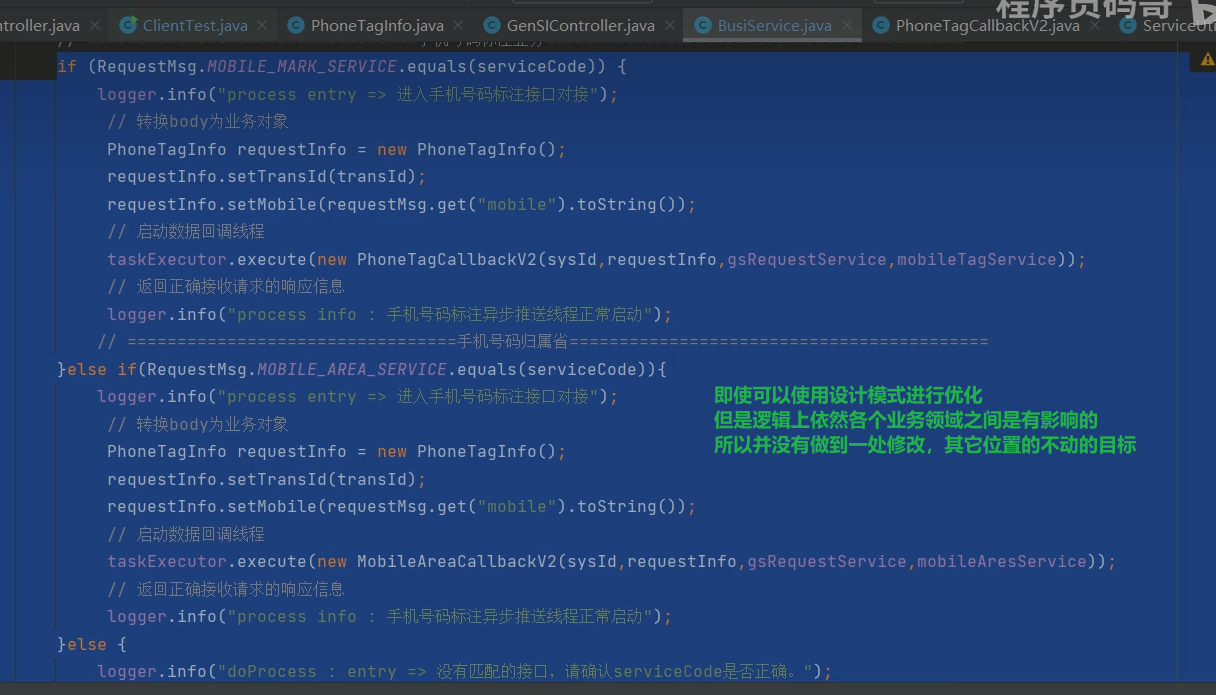 程序员码哥
ntroller.java × ClientTest.java × PhoneTagInfo.java × GenSIController.java × BusiService.java × PhoneTagCallbackV2.java × ServiceUti
if (RequestMsg.MOBILE_MARK_SERVICE.equals(serviceCode)) {
logger.info("process entry => 进入手机号码标注接口对接");
// 转换body为业务对象
PhoneTagInfo requestInfo = new PhoneTagInfo();
requestInfo.setTransId(transId);
requestInfo.setMobile(requestMsg.get("mobile").toString());
// 启动数据回调线程
taskExecutor.execute(new PhoneTagCallbackV2(sysId,requestInfo,gsRequestService,mobileTagService));
// 返回正确接收请求的响应信息
logger.info("process info : 手机号码标注异步推送线程正常启动");
// =================================手机号码归属省==========================================
}else if(RequestMsg.MOBILE_AREA_SERVICE.equals(serviceCode)){
logger.info("process entry => 进入手机号码标注接口对接");
// 转换body为业务对象
PhoneTagInfo requestInfo = new PhoneTagInfo();
requestInfo.setTransId(transId);
requestInfo.setMobile(requestMsg.get("mobile").toString());
// 启动数据回调线程
taskExecutor.execute(new MobileAreaCallbackV2(sysId,requestInfo,gsRequestService,mobileAresService));
// 返回正确接收请求的响应信息
logger.info("process info : 手机号码标注异步推送线程正常启动");
}else {
logger.info("doProcess : entry => 没有匹配的接口，请确认serviceCode是否正确。");
即使可以使用设计模式进行优化
但是逻辑上依然各个业务领域之间是有影响的
所以并没有做到一处修改，其它位置的不动的目标